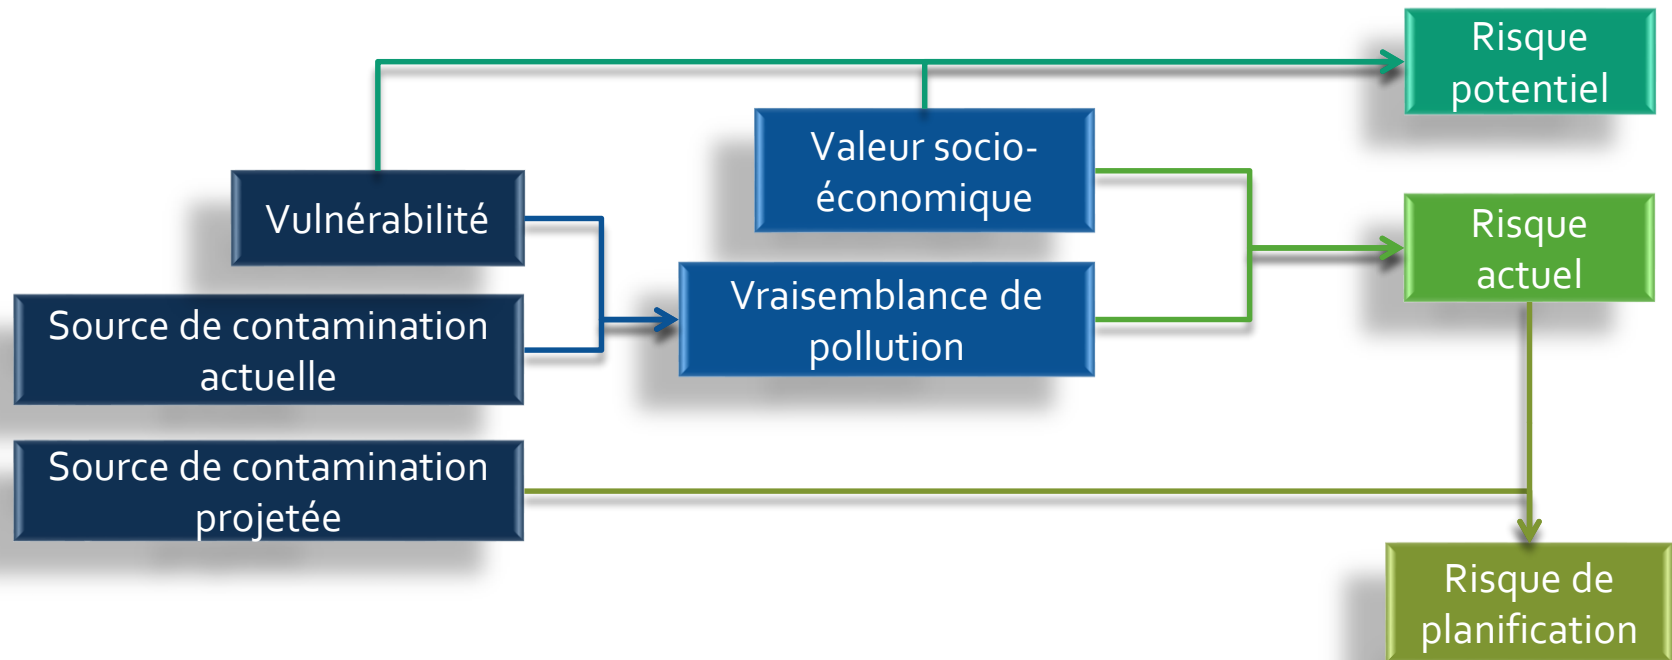 Risque
potentiel
Valeur socio-
économique
Vulnérabilité
Risque
actuel
Vraisemblance de
pollution
Source de contamination
actuelle
Source de contamination
projetée
Risque de
planification